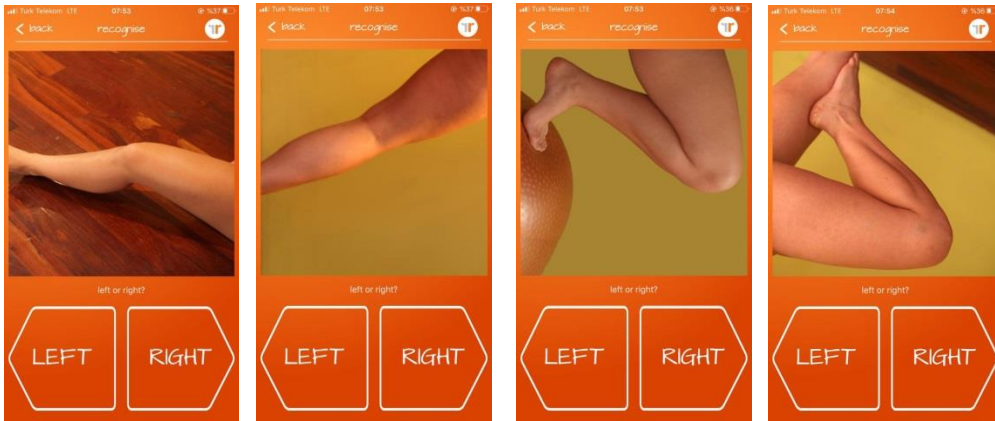 Turk Telekom LTE 07:53 %37
back recognise
left or right?
LEFT RIGHT
Turk Telekom LTE 07:53 %37
back recognise
left or right?
LEFT RIGHT
Turk Telekom LTE 07:53 %36
back recognise
left or right?
LEFT RIGHT
Turk Telekom LTE 07:54 %36
back recognise
left or right?
LEFT RIGHT